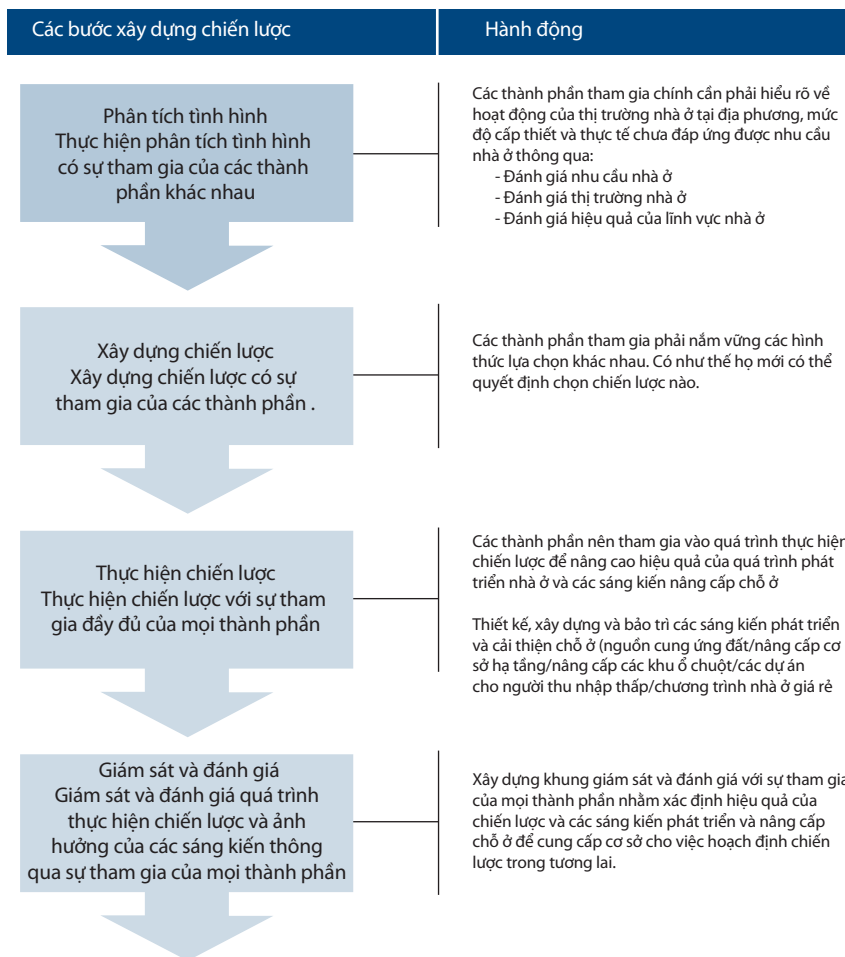 Các bước xây dựng chiến lược
Hành động
Phân tích tình hình
Thực hiện phân tích tình hình
có sự tham gia của các thành
phần khác nhau
Các thành phần tham gia chính cần phải hiểu rõ về
hoạt động của thị trường nhà ở tại địa phương, mức
độ cấp thiết và thực tế chưa đáp ứng được nhu cầu
nhà ở thông qua:
- Đánh giá nhu cầu nhà ở
- Đánh giá thị trường nhà ở
- Đánh giá hiệu quả của lĩnh vực nhà ở
Xây dựng chiến lược
Xây dựng chiến lược có sự
tham gia của các thành phần .
Các thành phần tham gia phải nắm vững các hình
thức lựa chọn khác nhau. Có như thế họ mới có thể
quyết định chọn chiến lược nào.
Thực hiện chiến lược
Thực hiện chiến lược với sự tham
gia đầy đủ của mọi thành phần
Các thành phần nên tham gia vào quá trình thực hiện
chiến lược để nâng cao hiệu quả của quá trình phát
triển nhà ở và các sáng kiến nâng cấp chỗ ở
Thiết kế, xây dựng và bảo trì các sáng kiến phát triển
và cải thiện chỗ ở (nguồn cung ứng đất/nâng cấp cơ
sở hạ tầng/nâng cấp các khu ổ chuột/các dự án
cho người thu nhập thấp/chương trình nhà ở giá rẻ
Giám sát và đánh giá
Giám sát và đánh giá quá trình
thực hiện chiến lược và ảnh
hưởng của các sáng kiến thông
qua sự tham gia của mọi thành phần
Xây dựng khung giám sát và đánh giá với sự tham gia
của mọi thành phần nhằm xác định hiệu quả của
chiến lược và các sáng kiến phát triển và nâng cấp
chỗ ở để cung cấp cơ sở cho việc hoạch định chiến
lược trong tương lai.